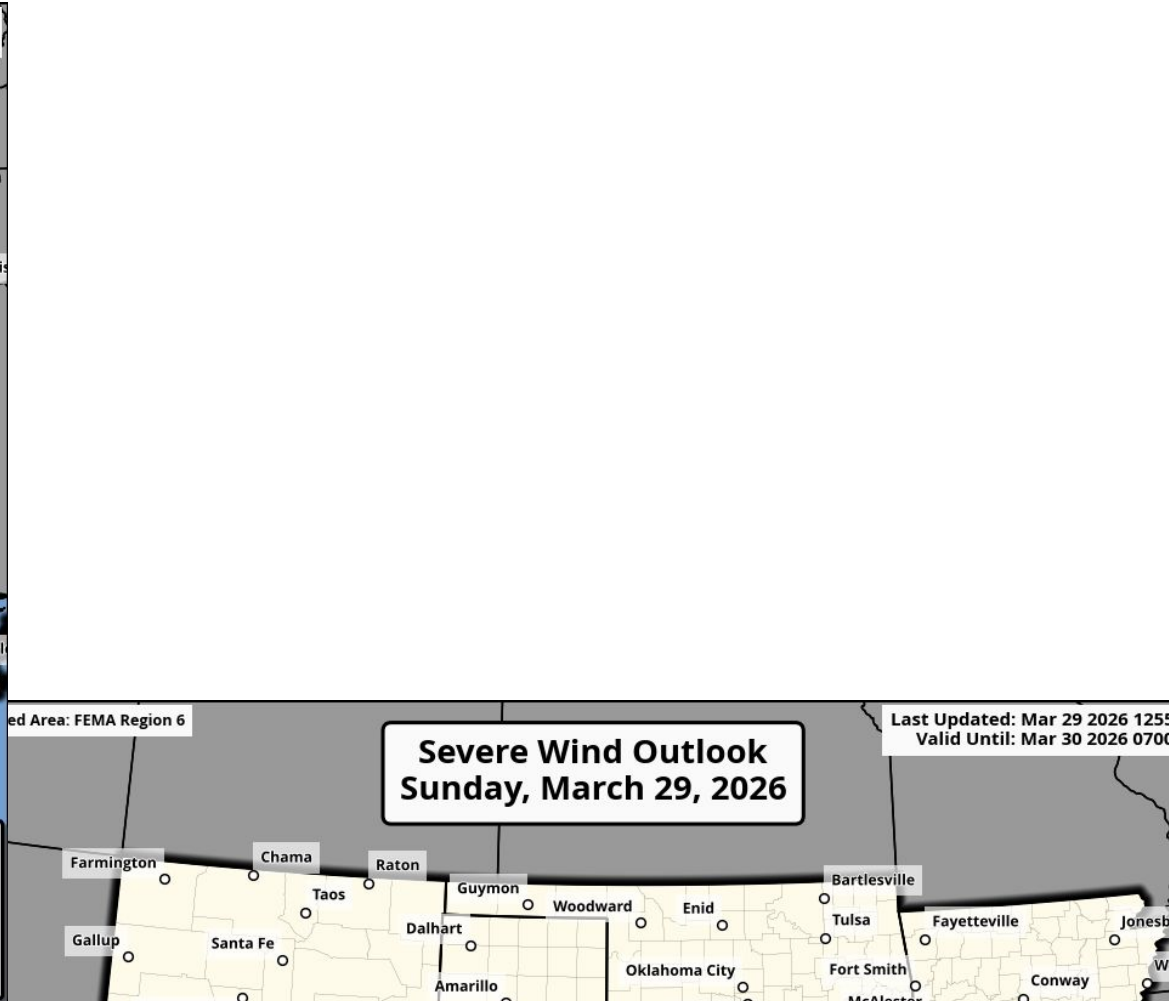 ed Area: FEMA Region 6
Severe Wind Outlook
Sunday, March 29, 2026
Last Updated: Mar 29 2026 1255
Valid Until: Mar 30 2026 0700
Farmington
Chama
Raton
Taos
Guymon
Woodward
Enid
Bartlesville
Tulsa
Fayetteville
Jonesb
Dalhart
Gallup
Santa Fe
Oklahoma City
Fort Smith
Amarillo
Conway
McAlester
W